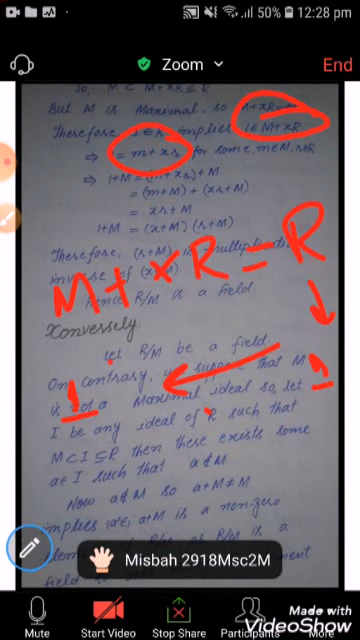 12:28 pm
50%
Zoom
End
So, M ⊂ M+xR ⊆ R
But M is Maximal, so M+xR=R
Therefore 1∈R implies 1∈M+xR
⇒ 1 = m+xr for some, m∈M, r∈R
⇒ 1+M = (m+xr)+M
= (m+M) + (xr+M)
= xr+M
1+M = (x+M) (r+M)
Therefore, (r+M) is multiplicative
inverse of (x+M)
M+xR=R
Hence R/M is a field.
Conversely
Let R/M be a field.
On contrary, we suppose that M
is not a Maximal ideal so, let
1
1
I be any ideal of R such that
M⊂I⊆R then there exists some
a∈I such that a∉M
Now a∉M so a+M≠M
implies a+M is a non-zero
R/M is a
field
Misbah 2918Msc2M
Mute
Start Video
Stop Share
Participants
More
Made with
VideoShow